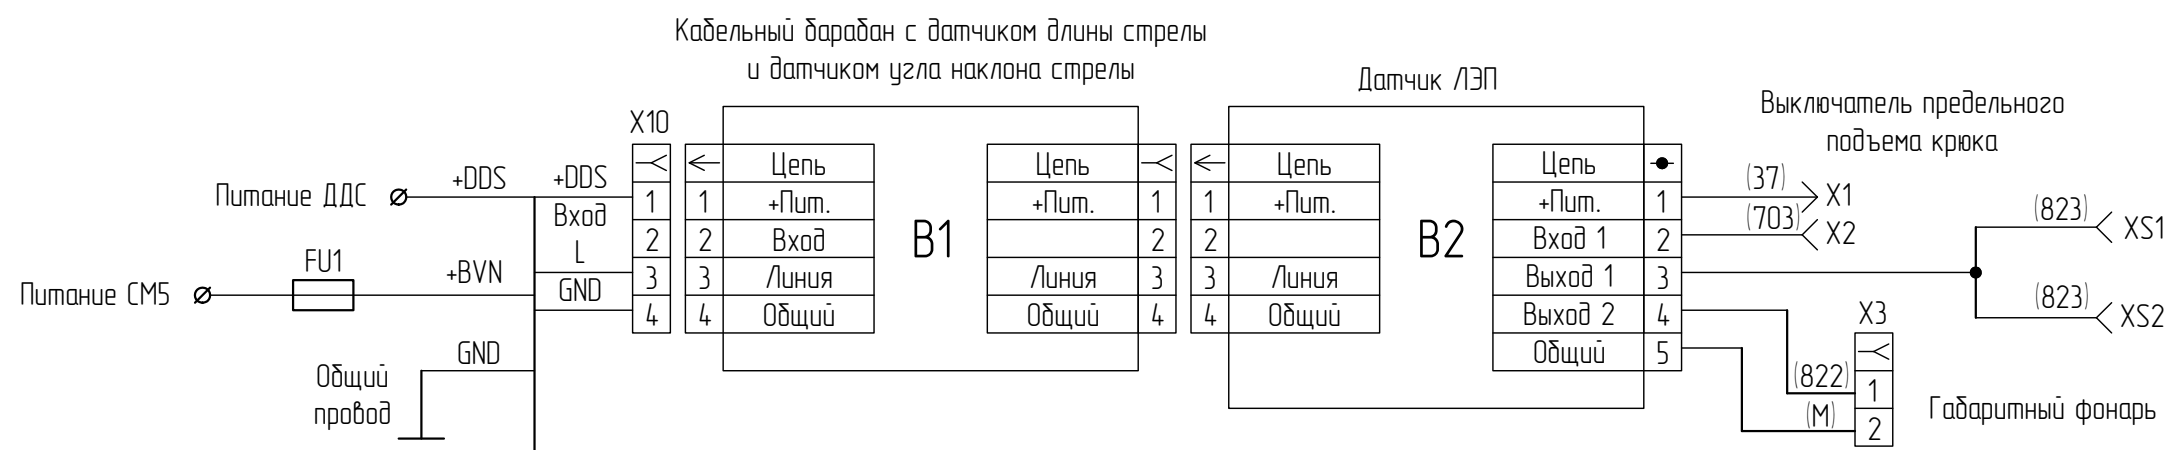 Кабельный барабан с датчиком длины стрелы
и датчиком угла наклона стрелы
Датчик ЛЭП
Выключатель предельного
подъема крюка
X10
Питание ДДС
+DDS
+DDS
Вход
L
GND
Питание СМ5
FU1
+BVN
GND
Общий
провод
1
2
3
4
Цепь
1 +Пит.
2 Вход
3 Линия
4 Общий
B1
Цепь
+Пит. 1
2
Линия 3
Общий 4
Цепь
1 +Пит.
2
3 Линия
4 Общий
B2
Цепь
+Пит. 1
Вход 1 2
Выход 1 3
Выход 2 4
Общий 5
(37) X1
(703) X2
(823) XS1
(823) XS2
X3
(822) 1
(М) 2
Габаритный фонарь